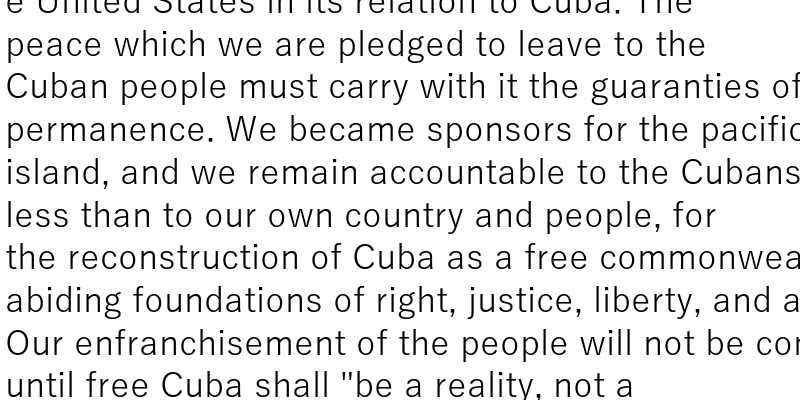 e United States in its relation to Cuba. The
peace which we are pledged to leave to the
Cuban people must carry with it the guaranties of
permanence. We became sponsors for the pacific
island, and we remain accountable to the Cubans
less than to our own country and people, for
the reconstruction of Cuba as a free
abiding foundations of right, justice, liberty, and
Our enfranchisement of the people will not be
until free Cuba shall "be a reality, not a